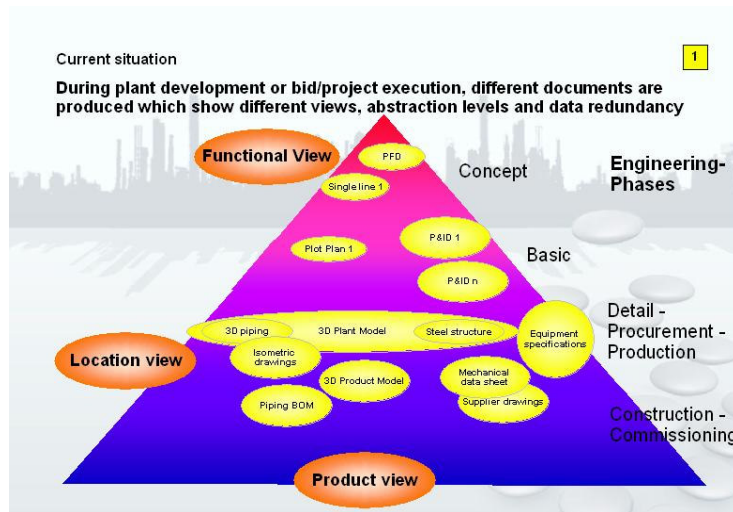 Current situation
1
During plant development or bid/project execution, different documents are
produced which show different views, abstraction levels and data redundancy
Functional View
PFD
Concept
Engineering-
Phases
Single line 1
Plot Plan 1
P&ID 1
Basic
P&ID n
3D piping
3D Plant Model
Steel structure
Equipment
specifications
Detail -
Procurement -
Production
Location view
Isometric
drawings
3D Product Model
Mechanical
data sheet
Piping BOM
Supplier drawings
Construction -
Commissioning
Product view